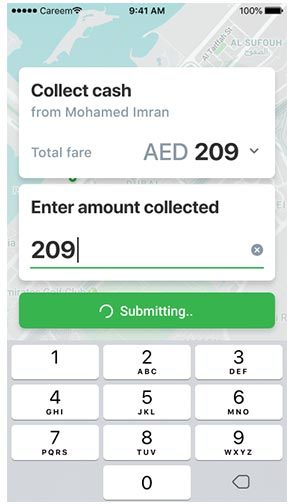 Careem 9:41 AM 100%
Al Taffah St
AL SUFOUH
الصفوح
Collect cash
from Mohamed Imran
Total fare AED 209
DUBAI
Enter amount collected
209
Submitting..
1 2 3
ABC DEF
4 5 6
GHI JKL MNO
7 8 9
PQRS TUV WXYZ
0